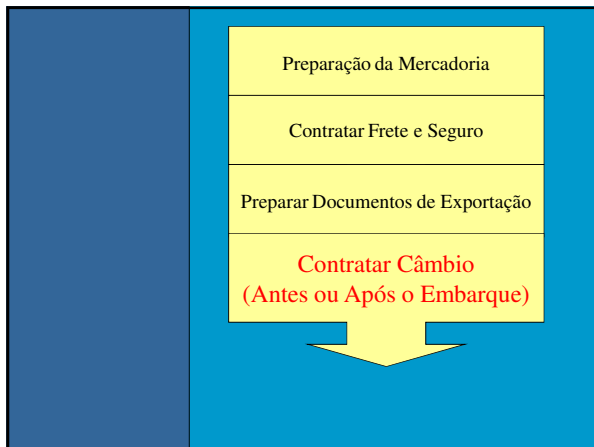 Preparação da Mercadoria
Contratar Frete e Seguro
Preparar Documentos de Exportação
Contratar Câmbio
(Antes ou Após o Embarque)